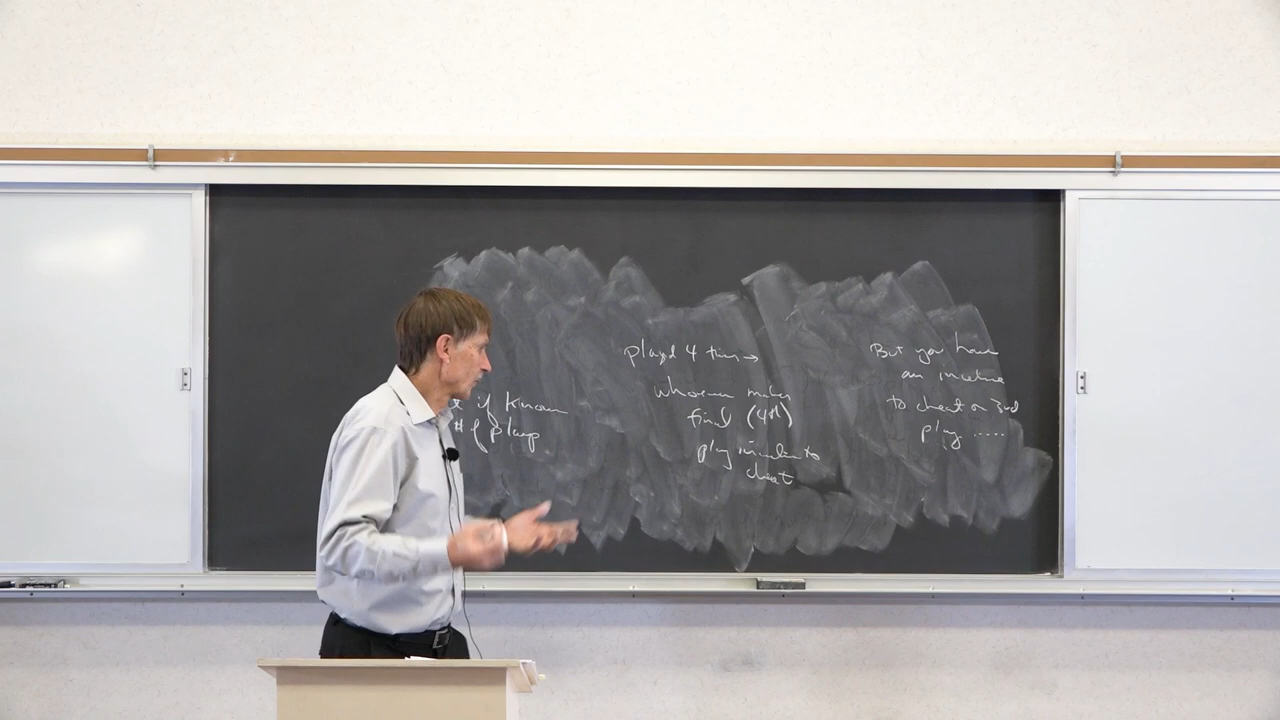 if Known
# of plays
played 4 times →
whoever makes
final (4th)
play incentive to
cheat
But you have
an incentive
to cheat on 3rd
play .....